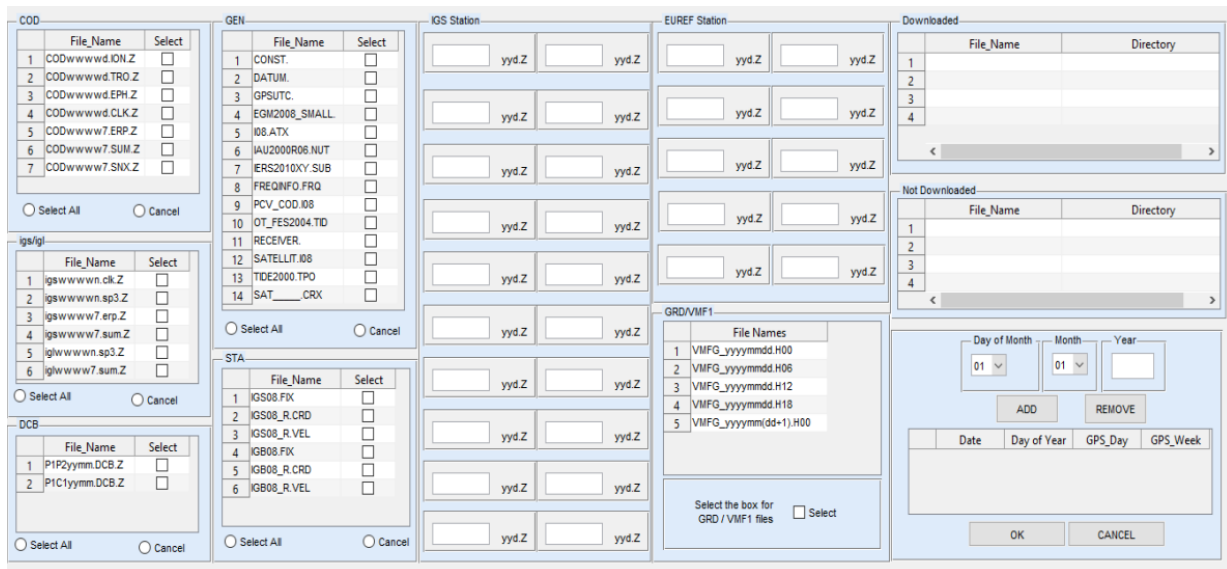 COD
File_Name Select
1 CODwwwwd.ION.Z
2 CODwwwwd.TRO.Z
3 CODwwwwd.EPH.Z
4 CODwwwwd.CLK.Z
5 CODwwww7.ERP.Z
6 CODwwww7.SUM.Z
7 CODwwww7.SNX.Z
Select All Cancel
igs/igl
File_Name Select
1 igswwwwn.clk.Z
2 igswwwwn.sp3.Z
3 igswwww7.erp.Z
4 igswwww7.sum.Z
5 iglwwwwn.sp3.Z
6 iglwwww7.sum.Z
Select All Cancel
DCB
File_Name Select
1 P1P2yymm.DCB.Z
2 P1C1yymm.DCB.Z
Select All Cancel
GEN
File_Name Select
1 CONST.
2 DATUM.
3 GPSUTC.
4 EGM2008_SMALL.
5 I08.ATX
6 IAU2000R06.NUT
7 IERS2010XY.SUB
8 FREQINFO.FRQ
9 PCV_COD.I08
10 OT_FES2004.TID
11 RECEIVER.
12 SATELLIT.I08
13 TIDE2000.TPO
14 SAT_____.CRX
Select All Cancel
STA
File_Name Select
1 IGS08.FIX
2 IGS08_R.CRD
3 IGS08_R.VEL
4 IGB08.FIX
5 IGB08_R.CRD
6 IGB08_R.VEL
Select All Cancel
IGS Station
yyd.Z yyd.Z
yyd.Z yyd.Z
yyd.Z yyd.Z
yyd.Z yyd.Z
yyd.Z yyd.Z
yyd.Z yyd.Z
yyd.Z yyd.Z
yyd.Z yyd.Z
yyd.Z yyd.Z
yyd.Z yyd.Z
EUREF Station
yyd.Z yyd.Z
yyd.Z yyd.Z
yyd.Z yyd.Z
yyd.Z yyd.Z
yyd.Z yyd.Z
GRD/VMF1
File Names
1 VMFG_yyyymmdd.H00
2 VMFG_yyyymmdd.H06
3 VMFG_yyyymmdd.H12
4 VMFG_yyyymmdd.H18
5 VMFG_yyyymm(dd+1).H00
Select the box for
GRD / VMF1 files
Select
Downloaded
File_Name Directory
1
2
3
4
Not Downloaded
File_Name Directory
1
2
3
4
Day of Month Month Year
01 01
ADD REMOVE
Date Day of Year GPS_Day GPS_Week
OK CANCEL